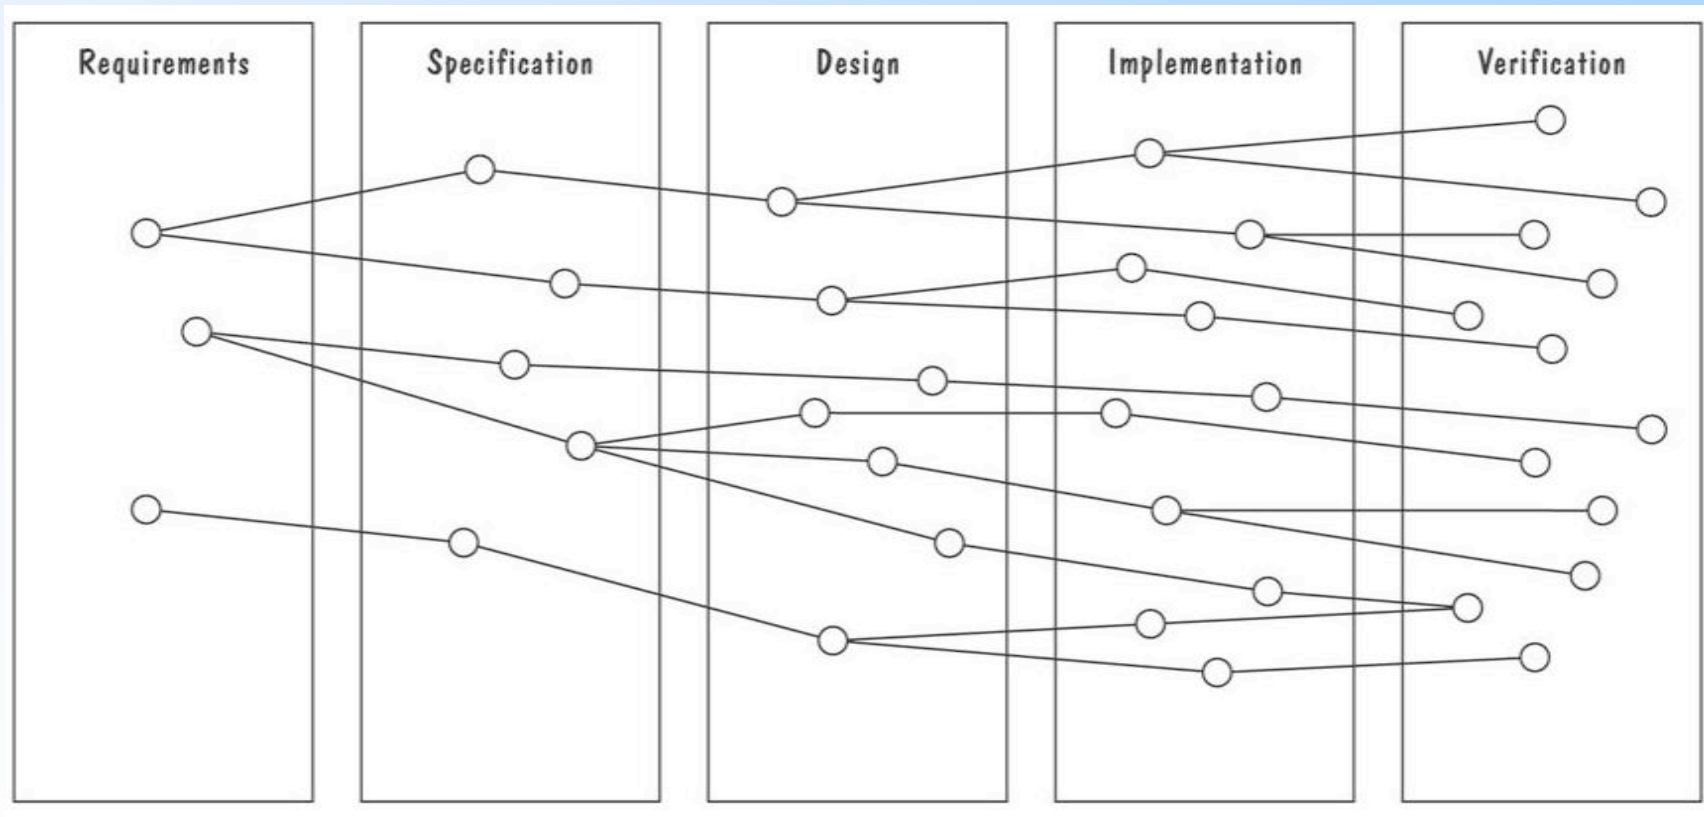 Requirements
Specification
Design
Implementation
Verification